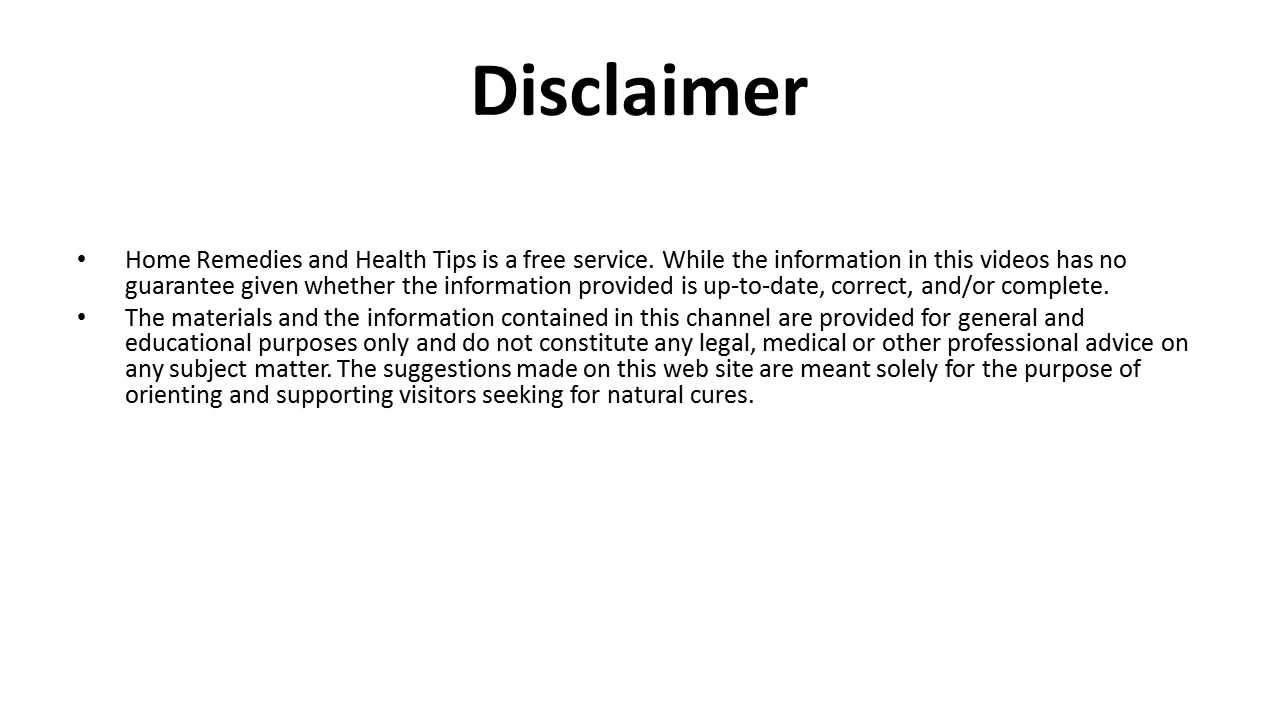 Disclaimer
• Home Remedies and Health Tips is a free service. While the information in this videos has no
guarantee given whether the information provided is up-to-date, correct, and/or complete.
• The materials and the information contained in this channel are provided for general and
educational purposes only and do not constitute any legal, medical or other professional advice on
any subject matter. The suggestions made on this web site are meant solely for the purpose of
orienting and supporting visitors seeking for natural cures.